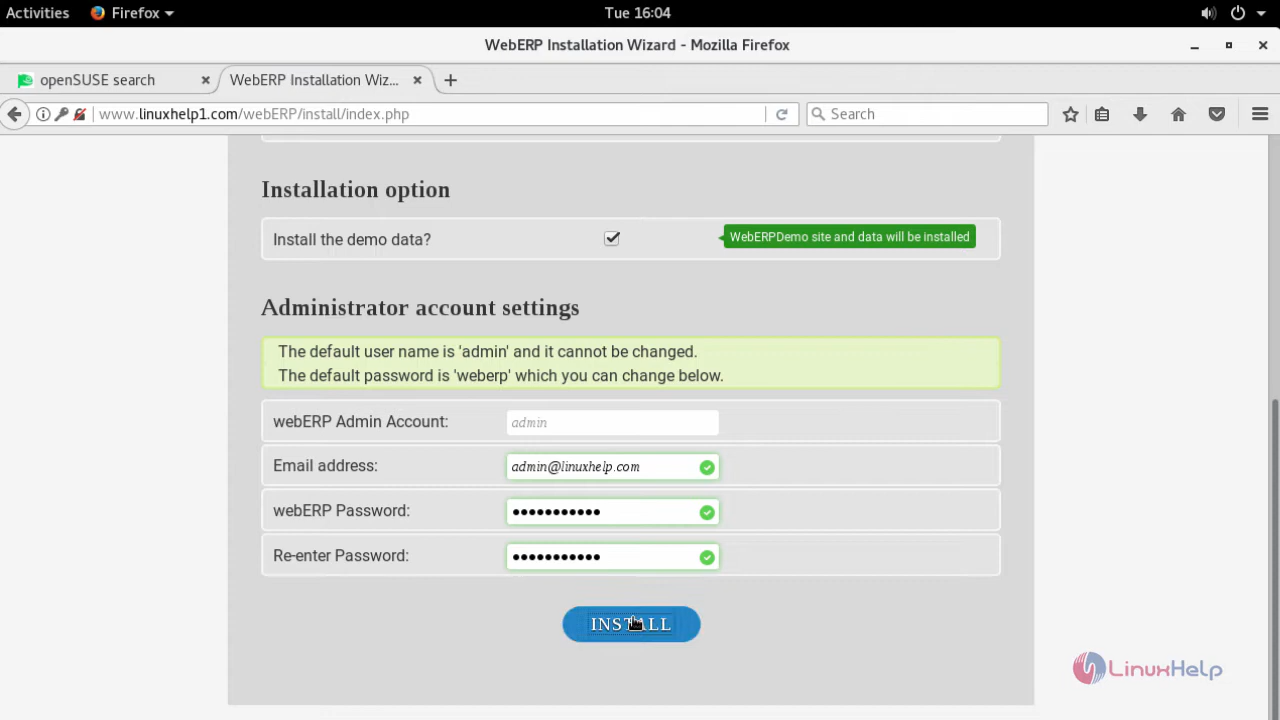 Activities Firefox Tue 16:04
WebERP Installation Wizard - Mozilla Firefox
openSUSE search WebERP Installation Wiz...
www.linuxhelp1.com/webERP/install/index.php Search
Installation option
Install the demo data? WebERPDemo site and data will be installed
Administrator account settings
The default user name is 'admin' and it cannot be changed.
The default password is 'weberp' which you can change below.
webERP Admin Account: admin
Email address: admin@linuxhelp.com
webERP Password: •••••••••••
Re-enter Password: •••••••••••
INSTALL
LinuxHelp